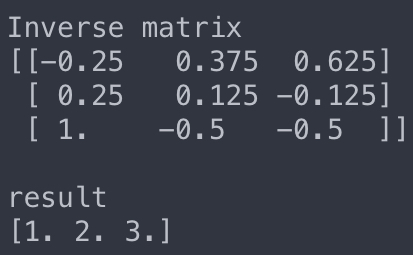 Inverse matrix
[[-0.25   0.375  0.625]
 [ 0.25   0.125 -0.125]
 [ 1.    -0.5   -0.5  ]]
result
[1. 2. 3.]